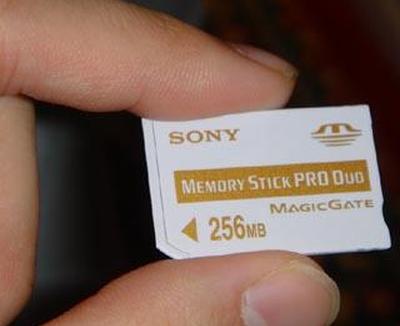 SONY
MEMORY STICK PRO DUO
MAGICGATE
256MB